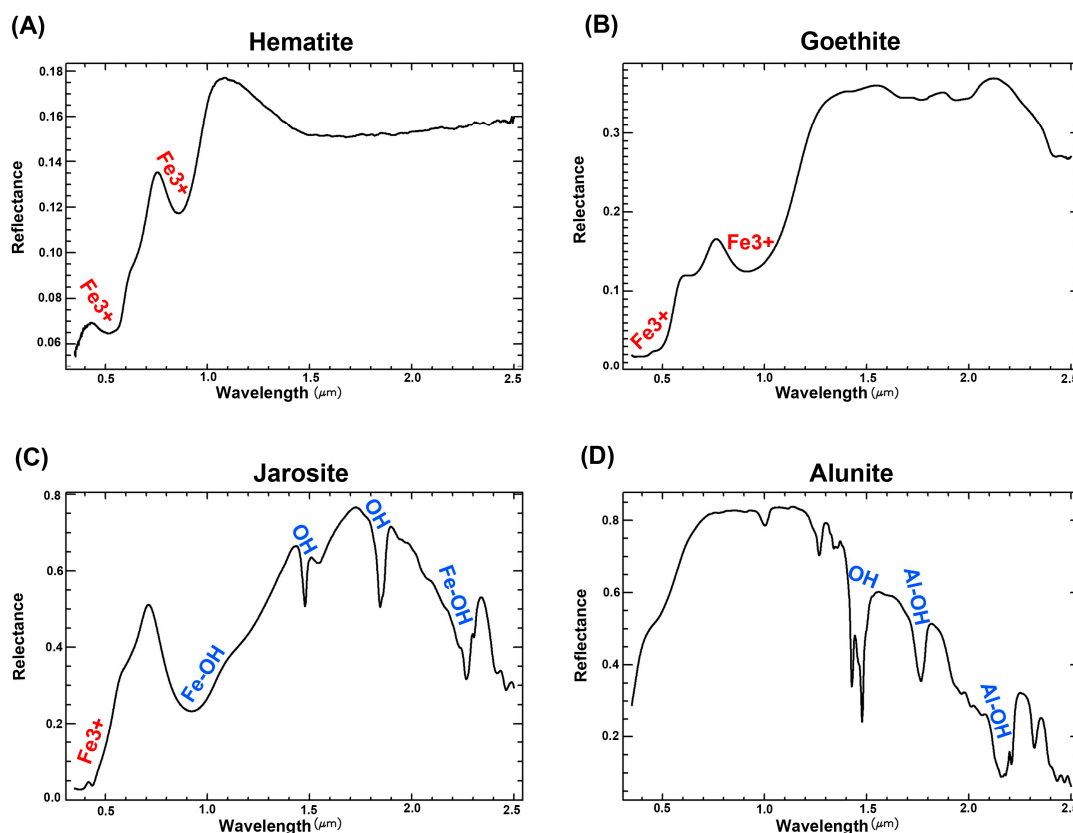 (A)
Hematite
0.18
0.16
0.14
0.12
0.10
0.08
0.06
Reflectance
Fe3+
Fe3+
0.5
1.0
1.5
2.0
2.5
Wavelength (μm)
(B)
Goethite
0.3
0.2
0.1
0.0
Relectance
Fe3+
Fe3+
0.5
1.0
1.5
2.0
2.5
Wavelength (μm)
(C)
Jarosite
0.8
0.6
0.4
0.2
0.0
Relectance
Fe3+
Fe-OH
OH
OH
Fe-OH
0.5
1.0
1.5
2.0
2.5
Wavelength (μm)
(D)
Alunite
0.8
0.6
0.4
0.2
Reflectance
OH
Al-OH
Al-OH
0.5
1.0
1.5
2.0
2.5
Wavelength (μm)